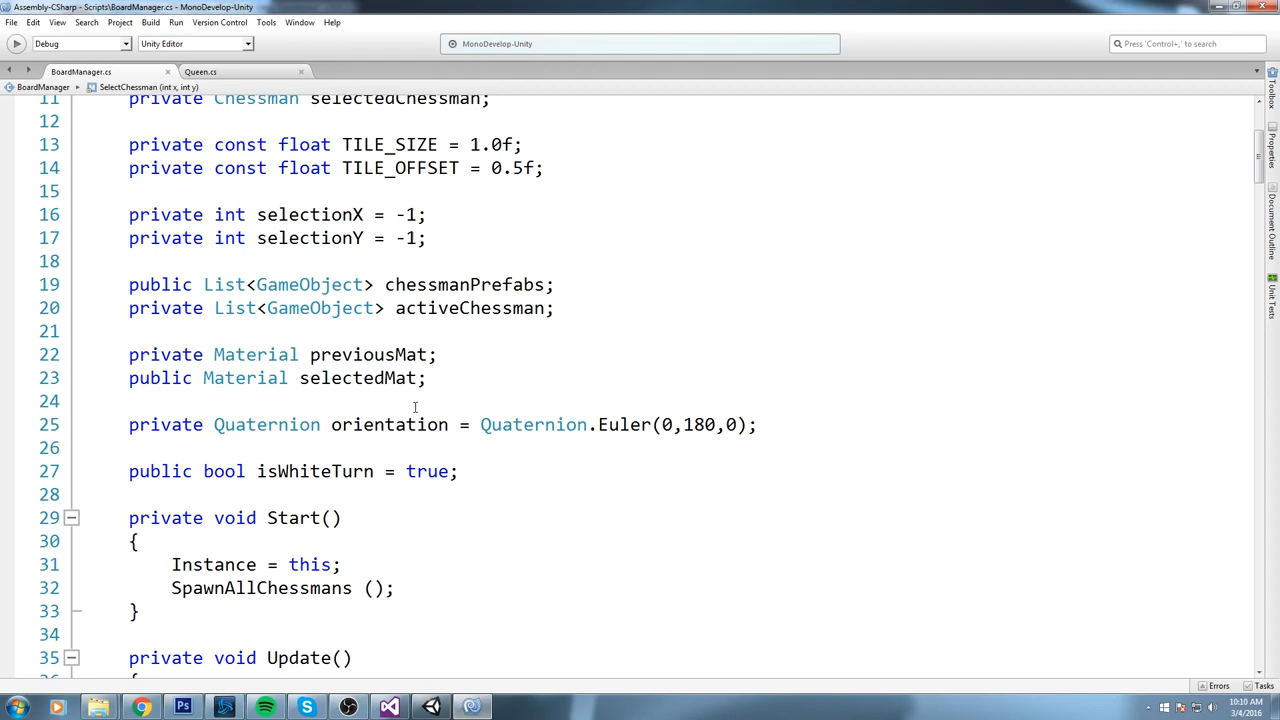 Assembly-CSharp - Scripts\BoardManager.cs - MonoDevelop-Unity
File Edit View Search Project Build Run Version Control Tools Window Help
Debug Unity Editor MonoDevelop-Unity Press 'Control+,' to search
BoardManager.cs Queen.cs
BoardManager SelectChessman (int x, int y)
11 private Chessman selectedChessman;
12
13 private const float TILE_SIZE = 1.0f;
14 private const float TILE_OFFSET = 0.5f;
15
16 private int selectionX = -1;
17 private int selectionY = -1;
18
19 public List<GameObject> chessmanPrefabs;
20 private List<GameObject> activeChessman;
21
22 private Material previousMat;
23 public Material selectedMat;
24
25 private Quaternion orientation = Quaternion.Euler(0,180,0);
26
27 public bool isWhiteTurn = true;
28
29 private void Start()
30 {
31 Instance = this;
32 SpawnAllChessmans ();
33 }
34
35 private void Update()
Toolbox
Properties
Document Outline
Unit Tests
Errors Tasks
10:10 AM
3/4/2016